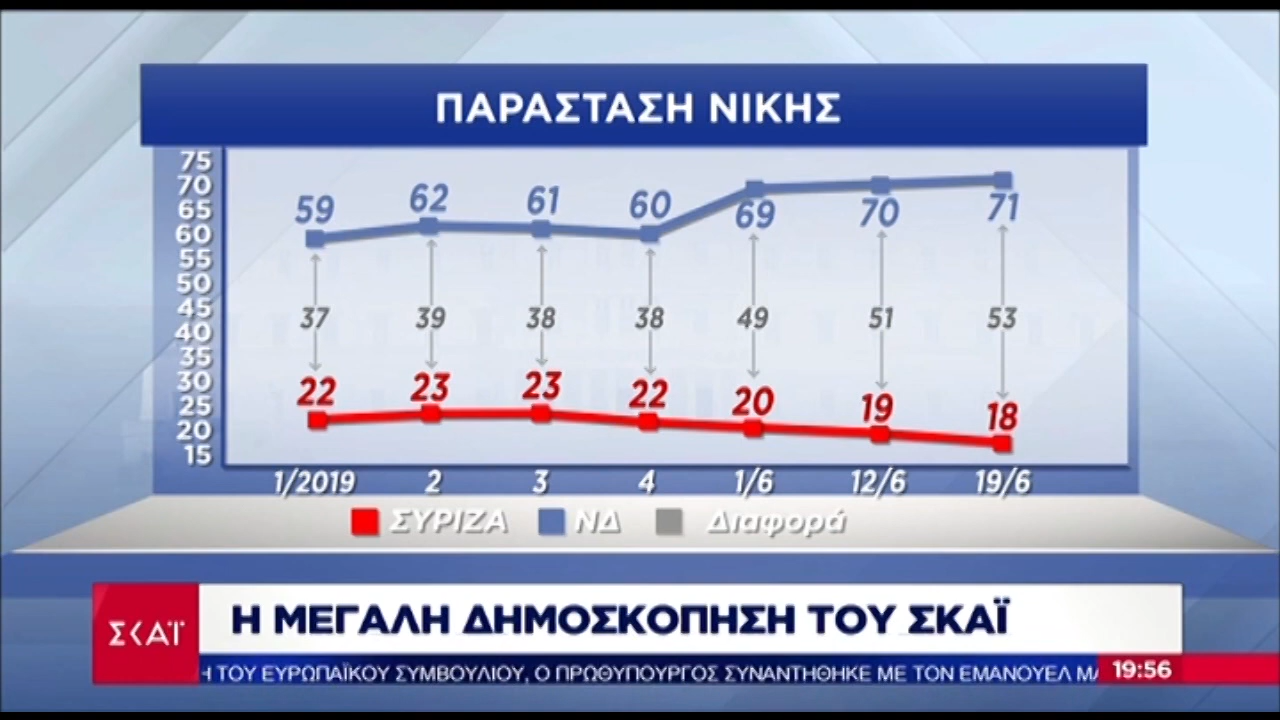 ΠΑΡΑΣΤΑΣΗ ΝΙΚΗΣ
75
70
65
60
55
50
45
40
35
30
25
20
15
59 62 61 60 69 70 71
37 39 38 38 49 51 53
22 23 23 22 20 19 18
1/2019 2 3 4 1/6 12/6 19/6
ΣΥΡΙΖΑ ΝΔ Διαφορά
ΣΚΑΪ
Η ΜΕΓΑΛΗ ΔΗΜΟΣΚΟΠΗΣΗ ΤΟΥ ΣΚΑΪ
Η ΤΟΥ ΕΥΡΩΠΑΪΚΟΥ ΣΥΜΒΟΥΛΙΟΥ, Ο ΠΡΩΘΥΠΟΥΡΓΟΣ ΣΥΝΑΝΤΗΘΗΚΕ ΜΕ ΤΟΝ ΕΜΑΝΟΥΕΛ ΜΑ
19:56